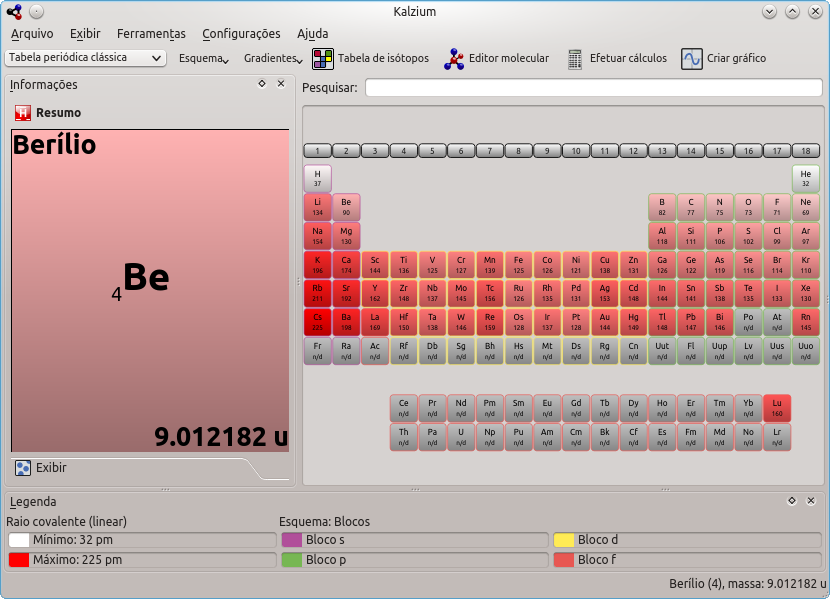 Kalzium
Arquivo Exibir Ferramentas Configurações Ajuda
Tabela periódica clássica Esquema Gradientes Tabela de isótopos Editor molecular Efetuar cálculos Criar gráfico
Informações
Pesquisar:
H Resumo
Berílio
4Be
9.012182 u
Exibir
1 2 3 4 5 6 7 8 9 10 11 12 13 14 15 16 17 18
H He
37 32
Li Be B C N O F Ne
134 90 82 77 75 73 71 69
Na Mg Al Si P S Cl Ar
154 130 118 111 106 102 99 97
K Ca Sc Ti V Cr Mn Fe Co Ni Cu Zn Ga Ge As Se Br Kr
196 174 144 136 125 127 139 125 126 121 138 131 126 122 119 116 114 110
Rb Sr Y Zr Nb Mo Tc Ru Rh Pd Ag Cd In Sn Sb Te I Xe
211 192 162 148 137 145 156 126 135 131 153 148 144 141 138 135 133 130
Cs Ba La Hf Ta W Re Os Ir Pt Au Hg Tl Pb Bi Po At Rn
225 198 169 150 138 146 159 128 137 128 144 149 148 147 146 n/d n/d 145
Fr Ra Ac Rf Db Sg Bh Hs Mt Ds Rg Cn Uut Fl Uup Lv Uus Uuo
n/d n/d n/d n/d n/d n/d n/d n/d n/d n/d n/d n/d n/d n/d n/d n/d n/d n/d
Ce Pr Nd Pm Sm Eu Gd Tb Dy Ho Er Tm Yb Lu
n/d n/d n/d n/d n/d n/d n/d n/d n/d n/d n/d n/d n/d 160
Th Pa U Np Pu Am Cm Bk Cf Es Fm Md No Lr
n/d n/d n/d n/d n/d n/d n/d n/d n/d n/d n/d n/d n/d n/d
Legenda
Raio covalente (linear) Esquema: Blocos
Mínimo: 32 pm Bloco s Bloco d
Máximo: 225 pm Bloco p Bloco f
Berílio (4), massa: 9.012182 u